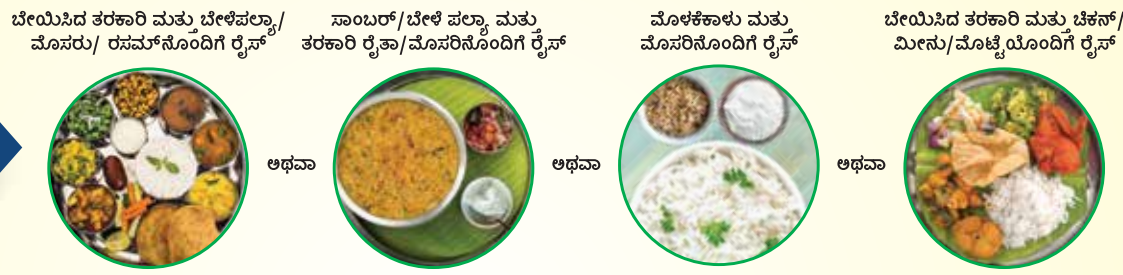 ಬೇಯಿಸಿದ ತರಕಾರಿ ಮತ್ತು ಬೇಳೆಪಲ್ಯಾ/
ಮೊಸರು/ ರಸಮ್‌ನೊಂದಿಗೆ ರೈಸ್
ಅಥವಾ
ಸಾಂಬರ್/ಬೇಳೆ ಪಲ್ಯಾ ಮತ್ತು
ತರಕಾರಿ ರೈತಾ/ಮೊಸರಿನೊಂದಿಗೆ ರೈಸ್
ಅಥವಾ
ಮೊಳಕೆಕಾಳು ಮತ್ತು
ಮೊಸರಿನೊಂದಿಗೆ ರೈಸ್
ಅಥವಾ
ಬೇಯಿಸಿದ ತರಕಾರಿ ಮತ್ತು ಚಿಕನ್/
ಮೀನು/ಮೊಟ್ಟೆಯೊಂದಿಗೆ ರೈಸ್